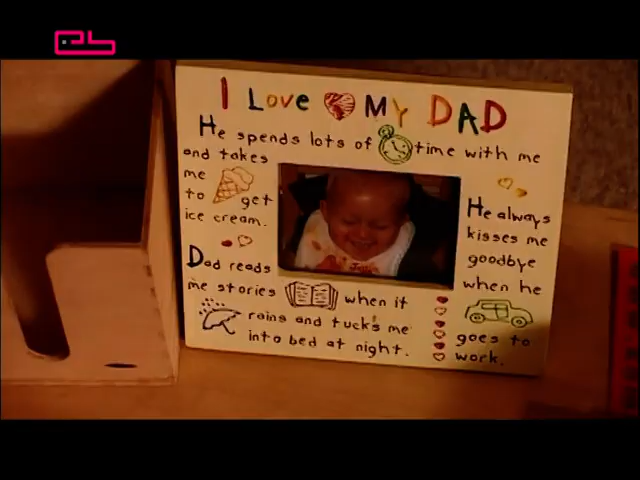 eb
I Love MY DAD
He spends lots of time with me
and takes
me
to get
ice cream.
Dad reads
me stories when it
rains and tucks me
into bed at night.
He always
kisses me
goodbye
when he
goes to
work.